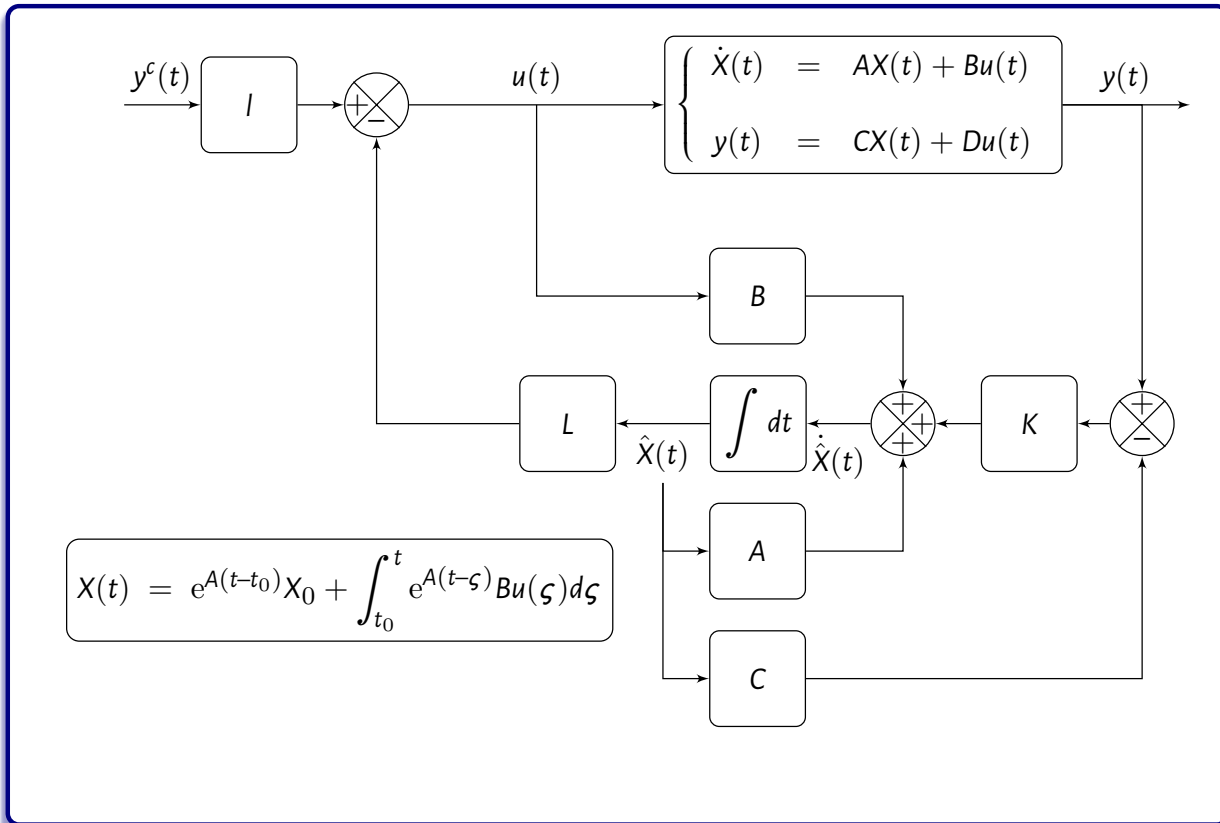 y^c(t)
I
+
−
u(t)
Ẋ(t) = AX(t) + Bu(t)
y(t) = CX(t) + Du(t)
y(t)
B
L
∫ dt
+
+
+
K
+
−
X̂(t)
Ẋ̂(t)
A
X(t) = e^{A(t−t_0)}X_0 + ∫_{t_0}^{t} e^{A(t−ς)}Bu(ς)dς
C